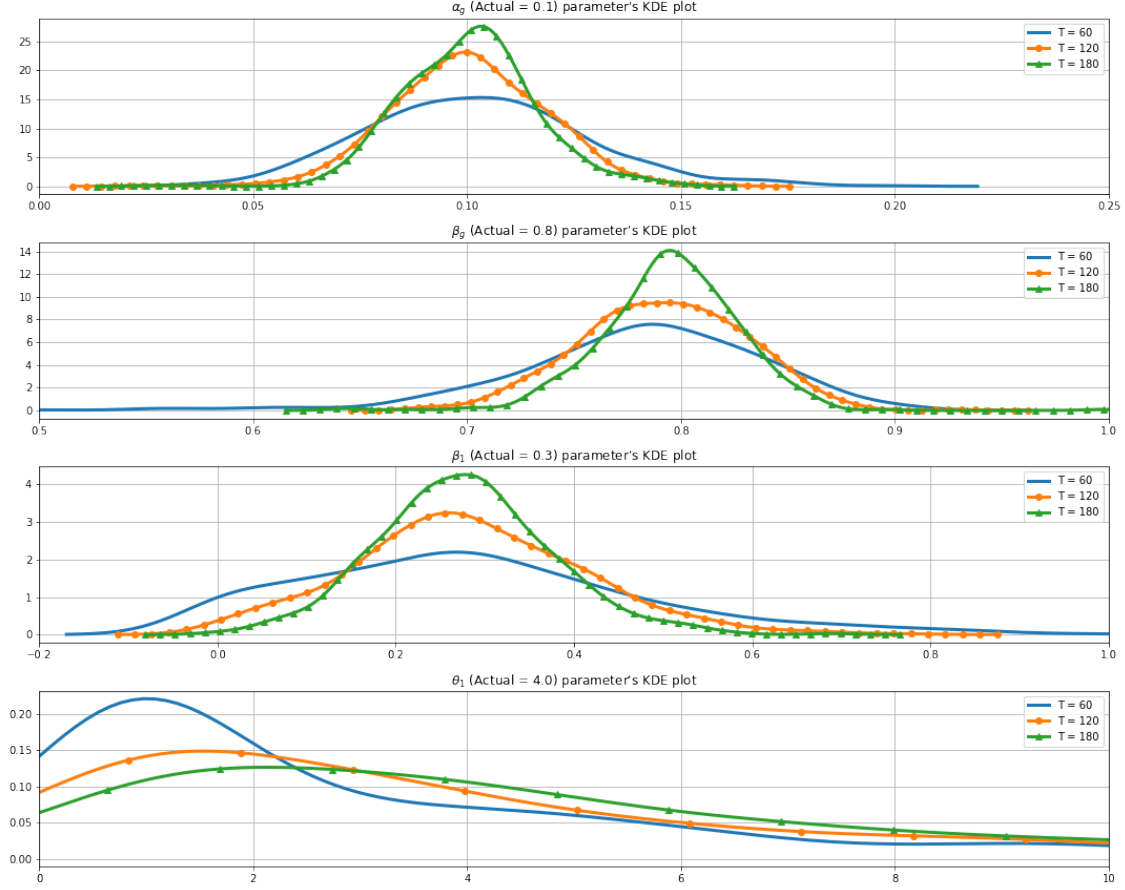 α_g (Actual = 0.1) parameter's KDE plot
25
20
15
10
5
0
0.00 0.05 0.10 0.15 0.20 0.25
T = 60
T = 120
T = 180
β_g (Actual = 0.8) parameter's KDE plot
14
12
10
8
6
4
2
0
0.5 0.6 0.7 0.8 0.9 1.0
T = 60
T = 120
T = 180
β_1 (Actual = 0.3) parameter's KDE plot
4
3
2
1
0
−0.2 0.0 0.2 0.4 0.6 0.8 1.0
T = 60
T = 120
T = 180
θ_1 (Actual = 4.0) parameter's KDE plot
0.20
0.15
0.10
0.05
0.00
0 2 4 6 8 10
T = 60
T = 120
T = 180